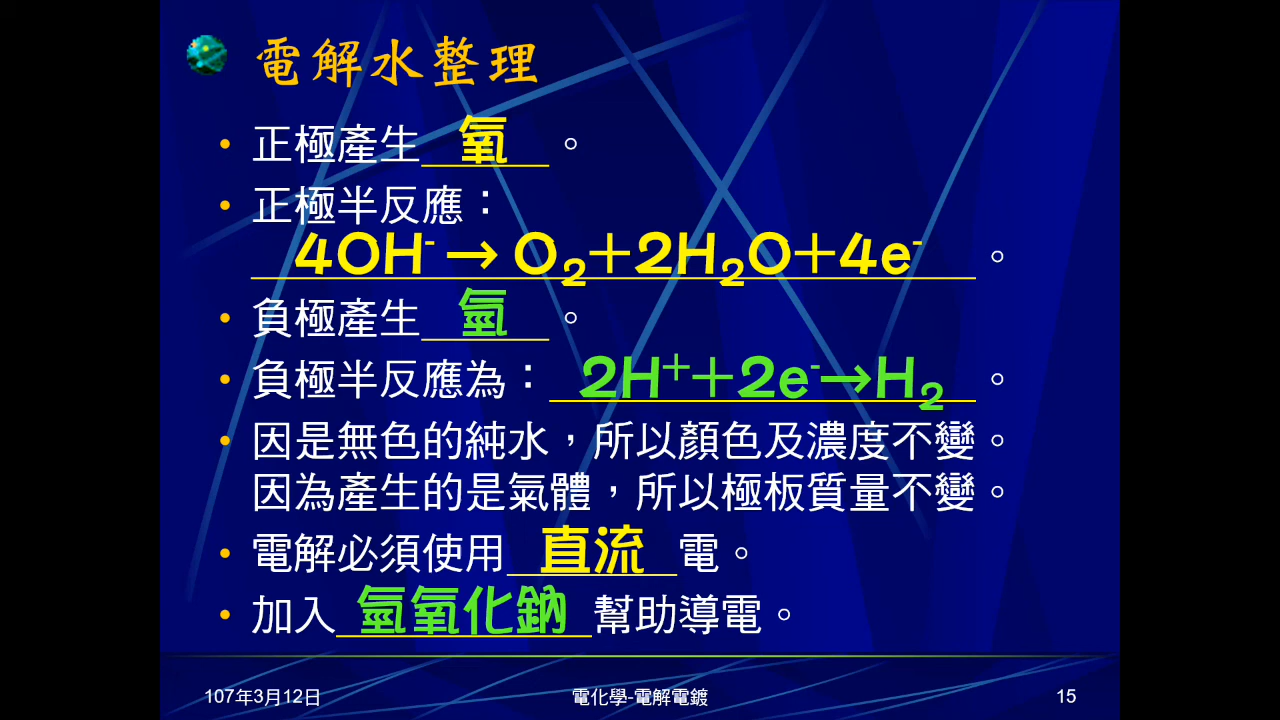 電解水整理
• 正極產生 氧 。
• 正極半反應：
4OH⁻ → O₂＋2H₂O＋4e⁻ 。
• 負極產生 氫 。
• 負極半反應為： 2H⁺＋2e⁻→H₂ 。
• 因是無色的純水，所以顏色及濃度不變。
因為產生的是氣體，所以極板質量不變。
• 電解必須使用 直流 電。
• 加入 氫氧化鈉 幫助導電。
107年3月12日 電化學-電解電鍍 15